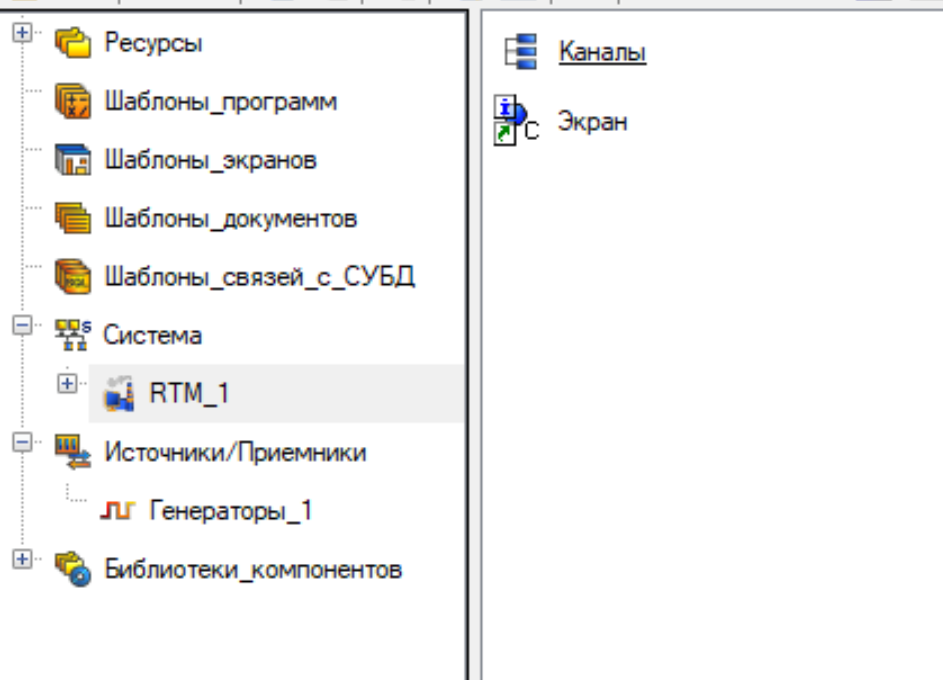 Ресурсы
Шаблоны_программ
Шаблоны_экранов
Шаблоны_документов
Шаблоны_связей_с_СУБД
Система
RTM_1
Источники/Приемники
Генераторы_1
Библиотеки_компонентов
Каналы
Экран